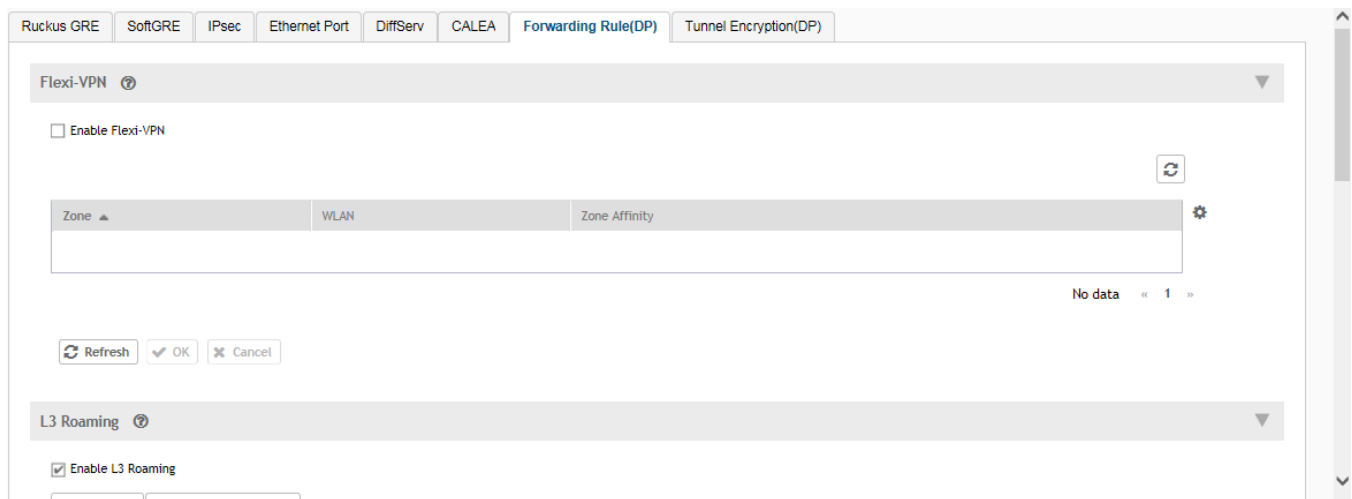 Ruckus GRE SoftGRE IPsec Ethernet Port DiffServ CALEA Forwarding Rule(DP) Tunnel Encryption(DP)
Flexi-VPN ?
Enable Flexi-VPN
Zone WLAN Zone Affinity
No data « 1 »
Refresh OK Cancel
L3 Roaming ?
Enable L3 Roaming